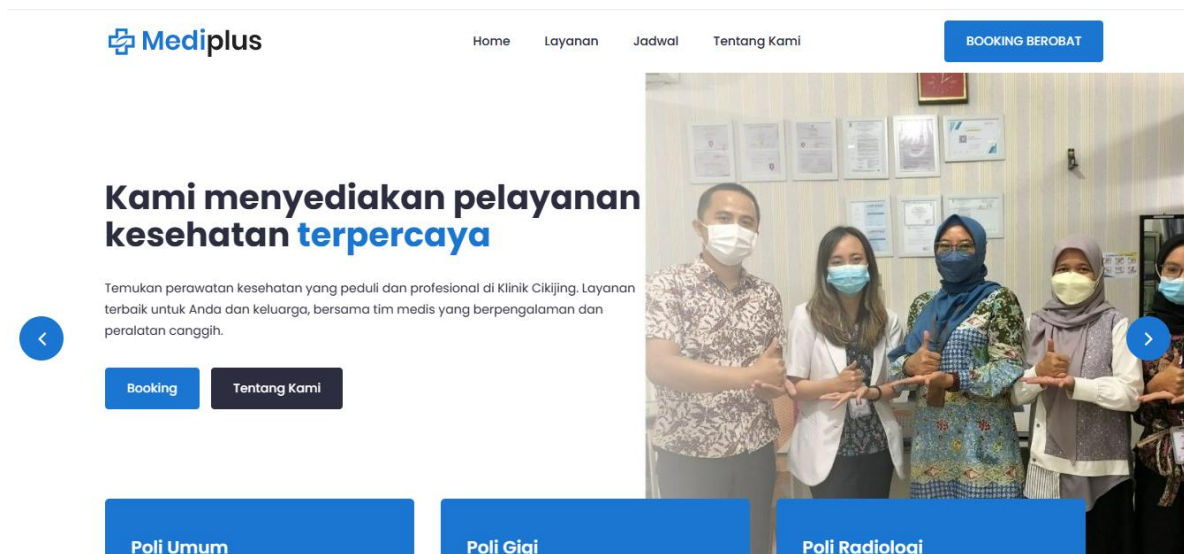 Mediplus
Home
Layanan
Jadwal
Tentang Kami
BOOKING BEROBAT
Kami menyediakan pelayanan
kesehatan terpercaya
Temukan perawatan kesehatan yang peduli dan profesional di Klinik Cikijing. Layanan
terbaik untuk Anda dan keluarga, bersama tim medis yang berpengalaman dan
peralatan canggih.
Booking
Tentang Kami
Poli Umum
Poli Gigi
Poli Radiologi